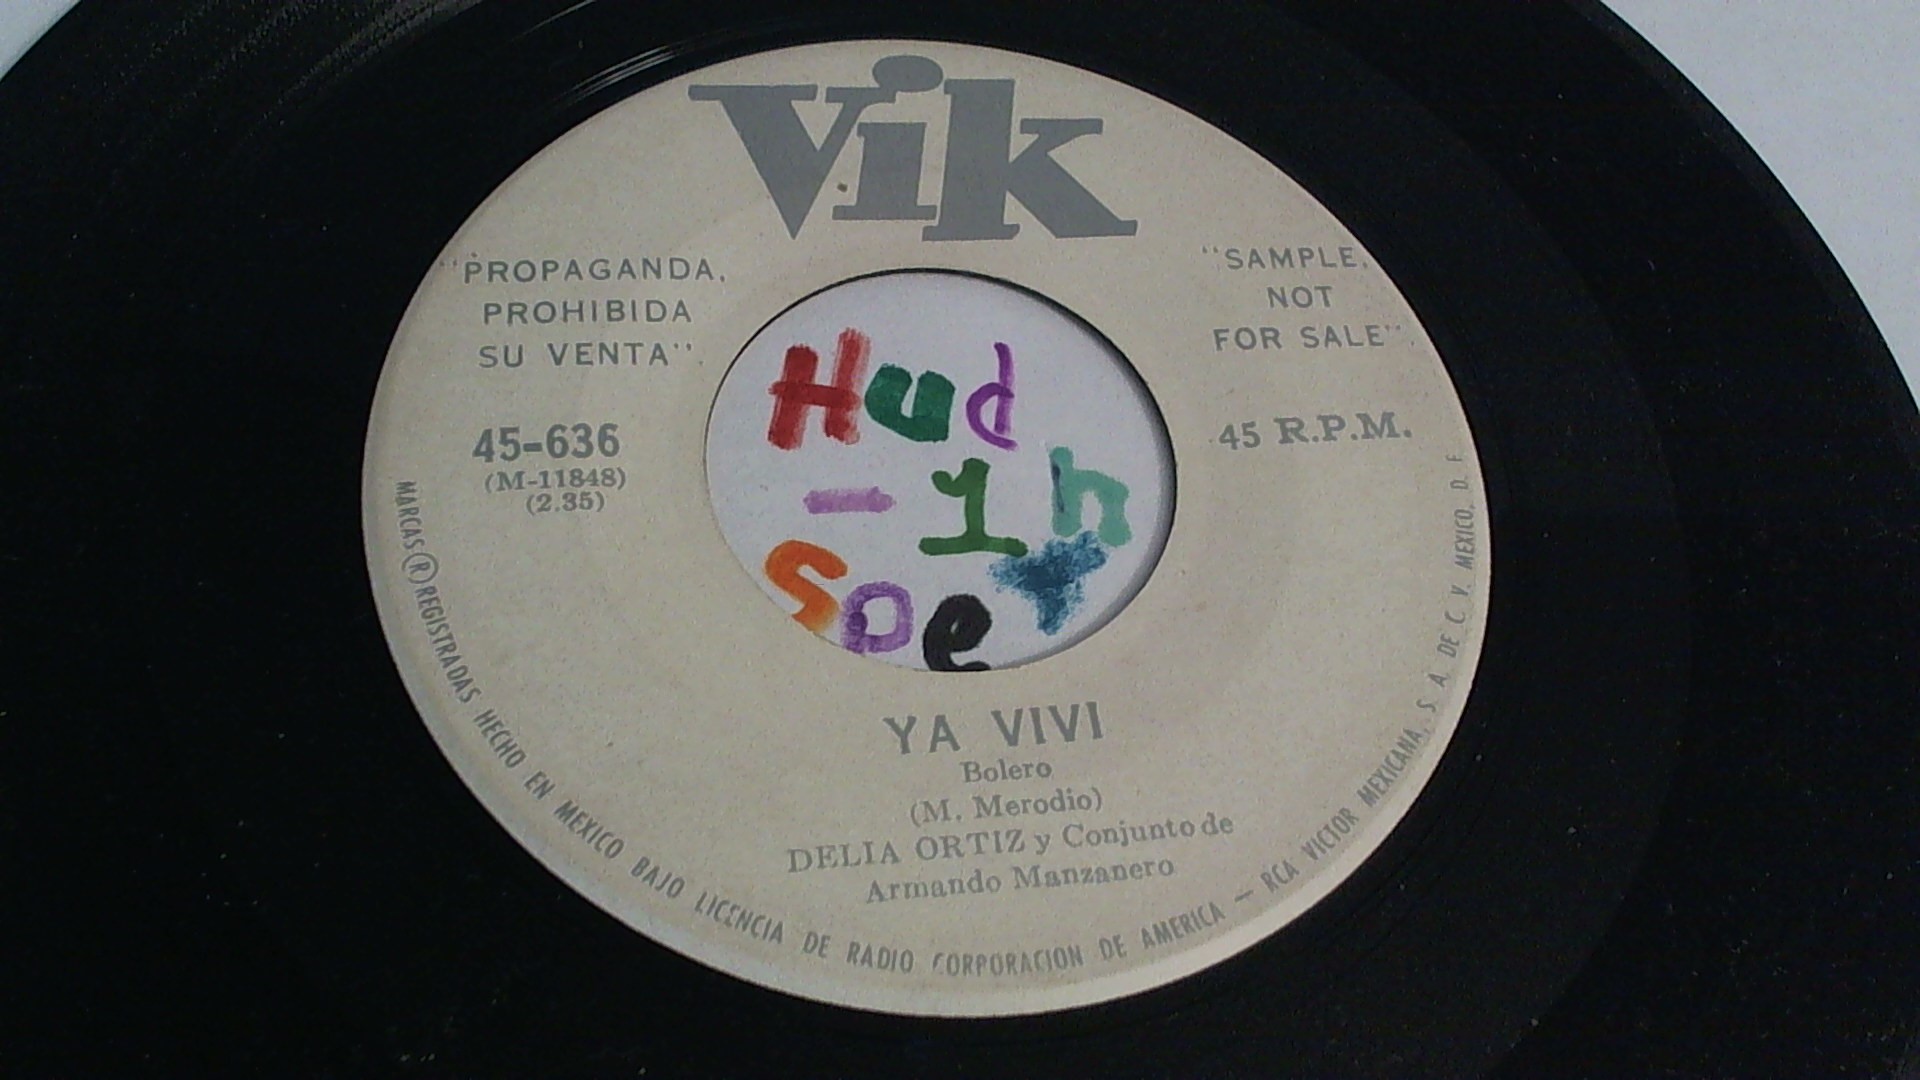 Vik
"PROPAGANDA,
PROHIBIDA
SU VENTA".
"SAMPLE,
NOT
FOR SALE".
45-636
(M-11848)
(2.35)
45 R.P.M.
Hud
- 1 h
soe Y
YA VIVI
Bolero
(M. Merodio)
DELIA ORTIZ y Conjunto de
Armando Manzanero
MARCAS ® REGISTRADAS HECHO EN MEXICO BAJO LICENCIA DE RADIO CORPORACION DE AMERICA — RCA VICTOR MEXICANA, S. A. DE C. V. MEXICO, D. F.